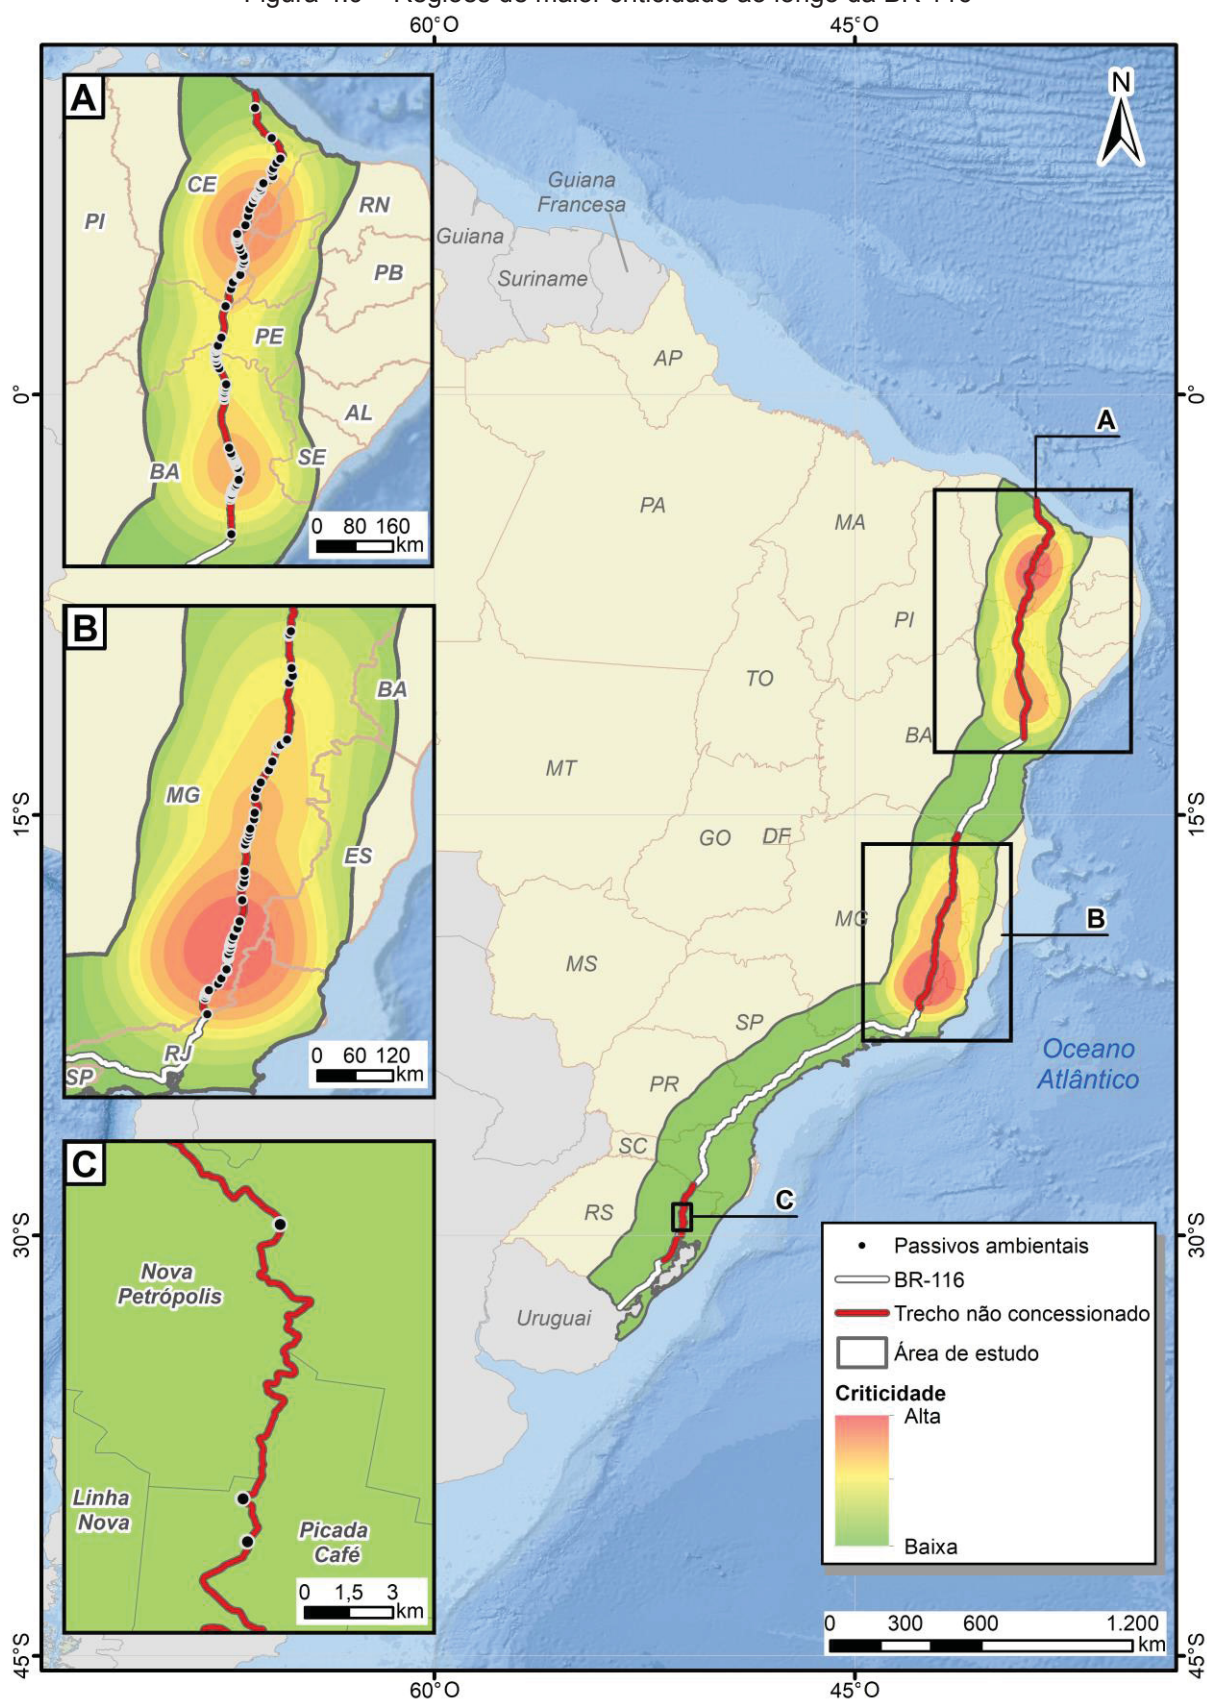 60°O
45°O
A
CE
PI
RN
PB
PE
AL
BA
SE
0 80 160
km
N
Guiana
Francesa
Guiana
Suriname
AP
0°
0°
A
PA
MA
PI
TO
BA
MT
GO
DF
15°S
15°S
MG
B
MS
SP
PR
SC
RS
C
Oceano
Atlântico
30°S
30°S
Uruguai
B
BA
MG
ES
RJ
SP
0 60 120
km
C
Nova
Petrópolis
Linha
Nova
Picada
Café
0 1,5 3
km
Passivos ambientais
BR-116
Trecho não concessionado
Área de estudo
Criticidade
Alta
Baixa
0 300 600 1.200
km
45°S
45°S
60°O
45°O